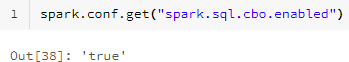 1 spark.conf.get("spark.sql.cbo.enabled")
Out[38]: 'true'